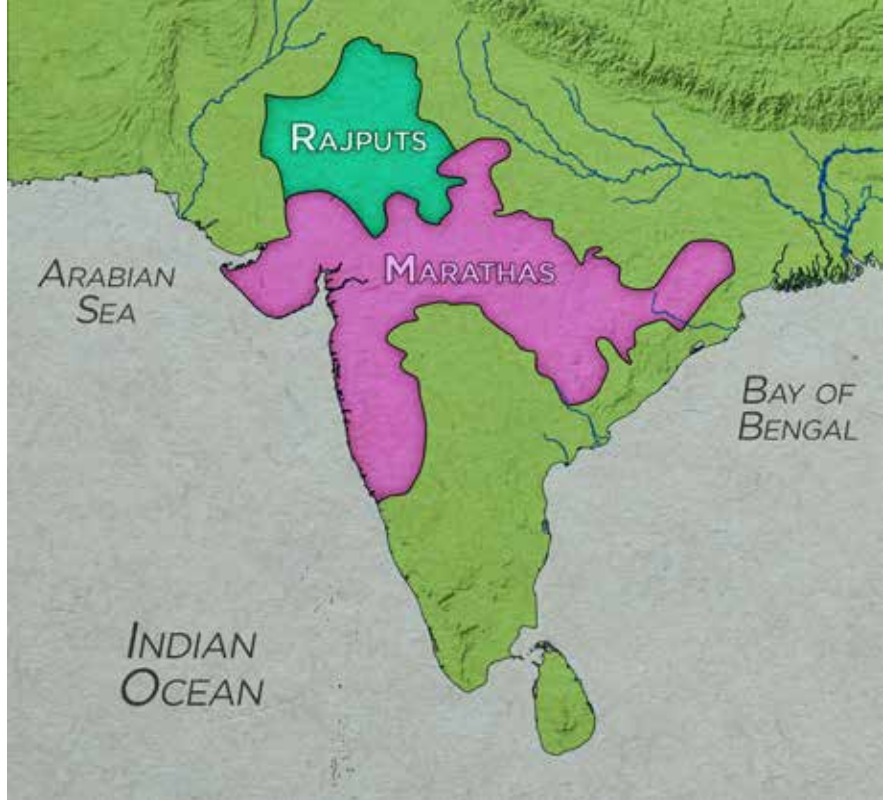 RAJPUTS
MARATHAS
ARABIAN
SEA
BAY OF
BENGAL
INDIAN
OCEAN